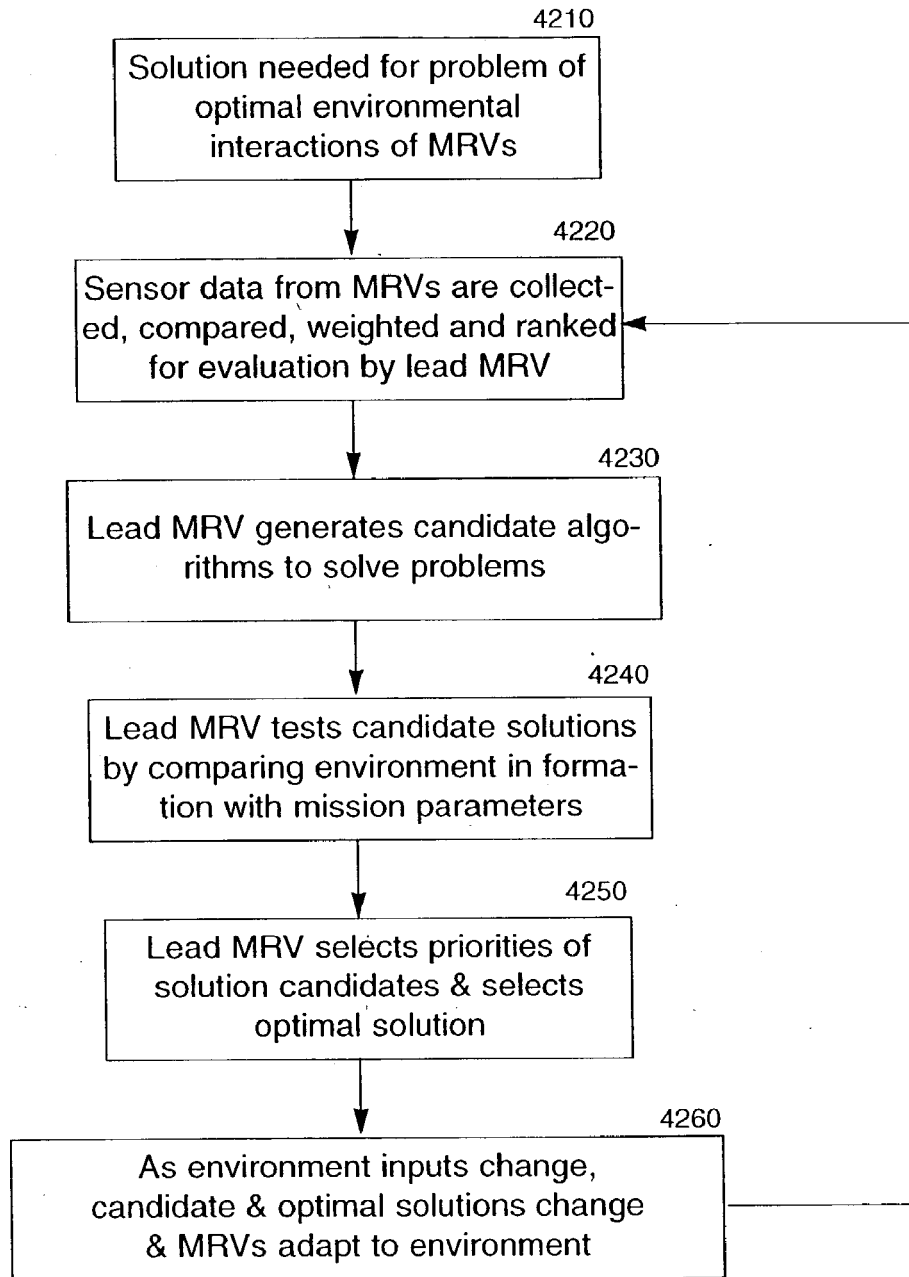 4210
Solution needed for problem of
optimal environmental
interactions of MRVs
4220
Sensor data from MRVs are collect-
ed, compared, weighted and ranked
for evaluation by lead MRV
4230
Lead MRV generates candidate algo-
rithms to solve problems
4240
Lead MRV tests candidate solutions
by comparing environment in forma-
tion with mission parameters
4250
Lead MRV selects priorities of
solution candidates & selects
optimal solution
4260
As environment inputs change,
candidate & optimal solutions change
& MRVs adapt to environment